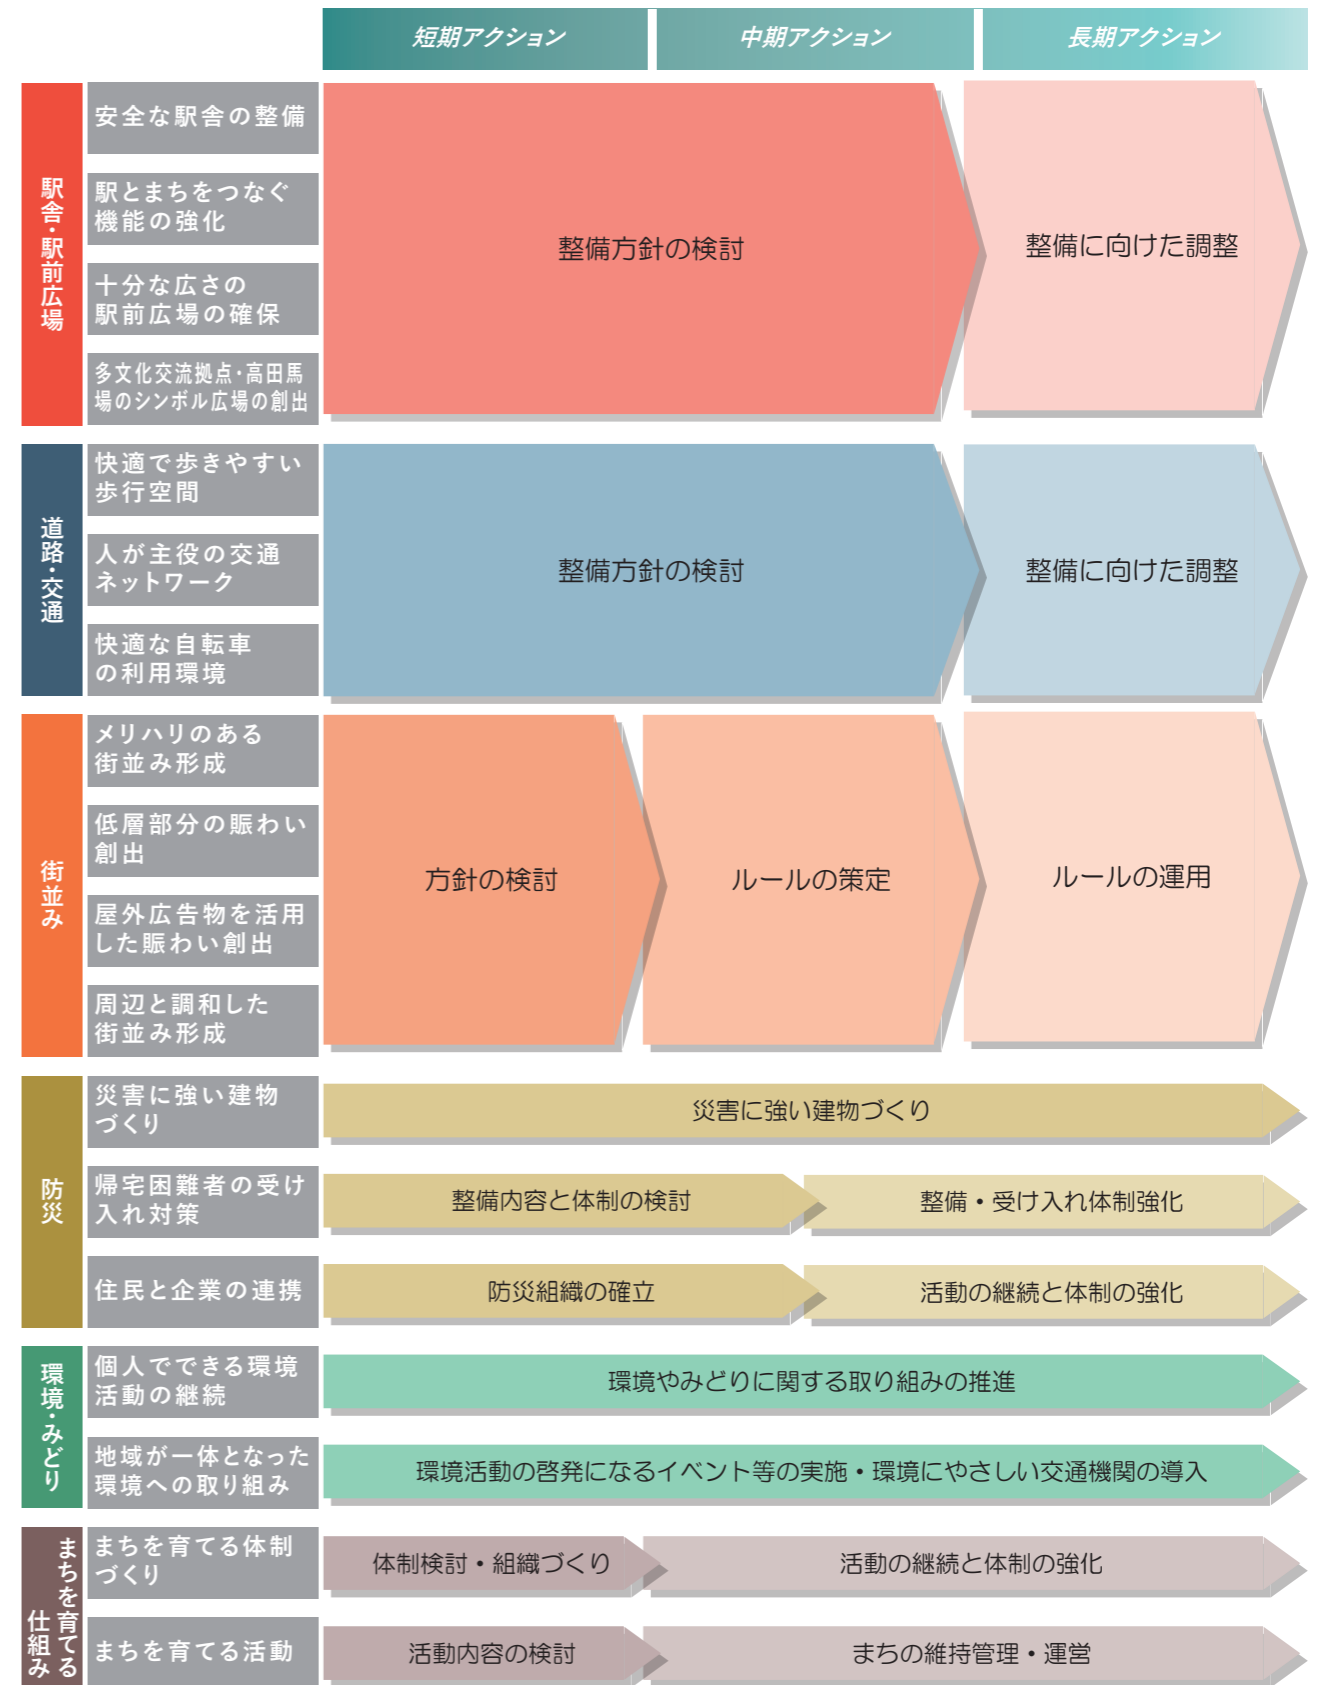 短期アクション
中期アクション
長期アクション
駅舎・駅前広場
安全な駅舎の整備
駅とまちをつなぐ
機能の強化
十分な広さの
駅前広場の確保
多文化交流拠点・高田馬
場のシンボル広場の創出
整備方針の検討
整備に向けた調整
道路・交通
快適で歩きやすい
歩行空間
人が主役の交通
ネットワーク
快適な自転車
の利用環境
整備方針の検討
整備に向けた調整
街並み
メリハリのある
街並み形成
低層部分の賑わい
創出
屋外広告物を活用
した賑わい創出
周辺と調和した
街並み形成
方針の検討
ルールの策定
ルールの運用
防災
災害に強い建物
づくり
災害に強い建物づくり
帰宅困難者の受け
入れ対策
整備内容と体制の検討
整備・受け入れ体制強化
住民と企業の連携
防災組織の確立
活動の継続と体制の強化
環境・みどり
個人でできる環境
活動の継続
環境やみどりに関する取り組みの推進
地域が一体となった
環境への取り組み
環境活動の啓発になるイベント等の実施・環境にやさしい交通機関の導入
まちを育てる
仕組み
まちを育てる体制
づくり
体制検討・組織づくり
活動の継続と体制の強化
まちを育てる活動
活動内容の検討
まちの維持管理・運営